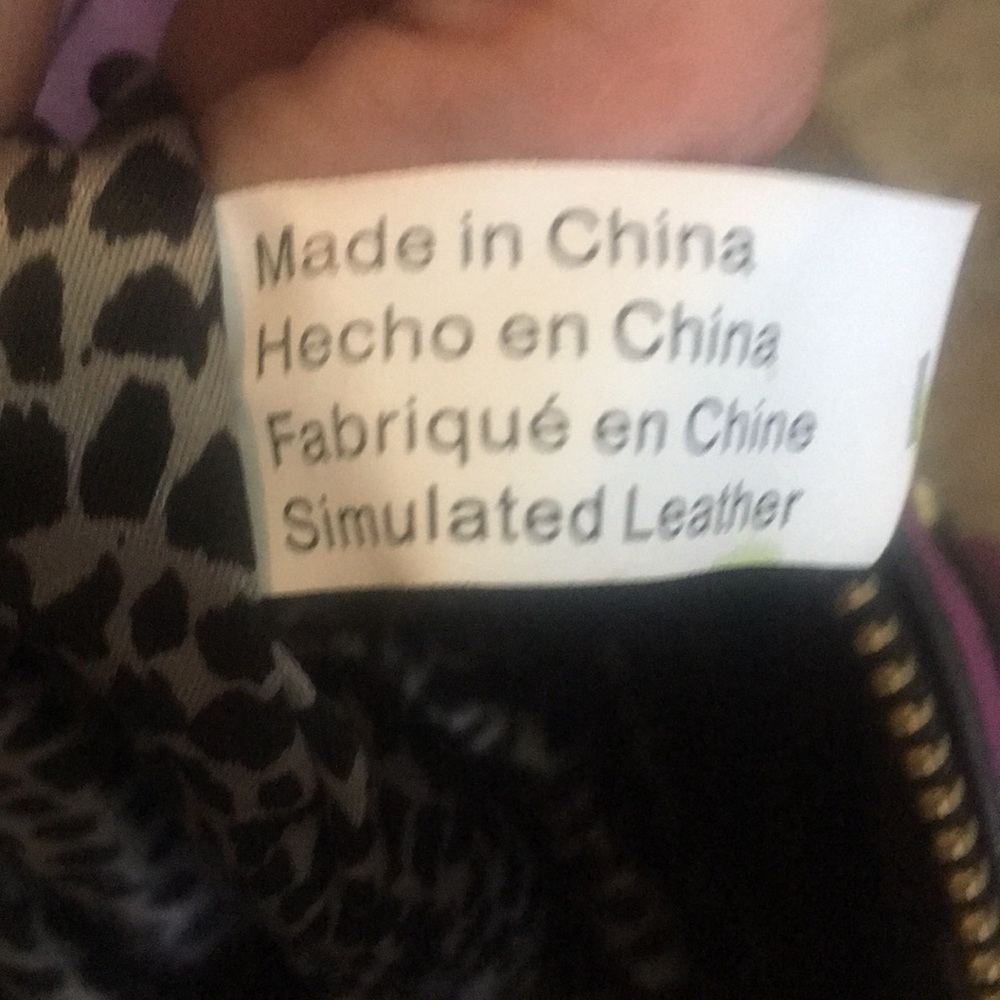 Made in China
Hecho en China
Fabriqué en Chine
Simulated Leather